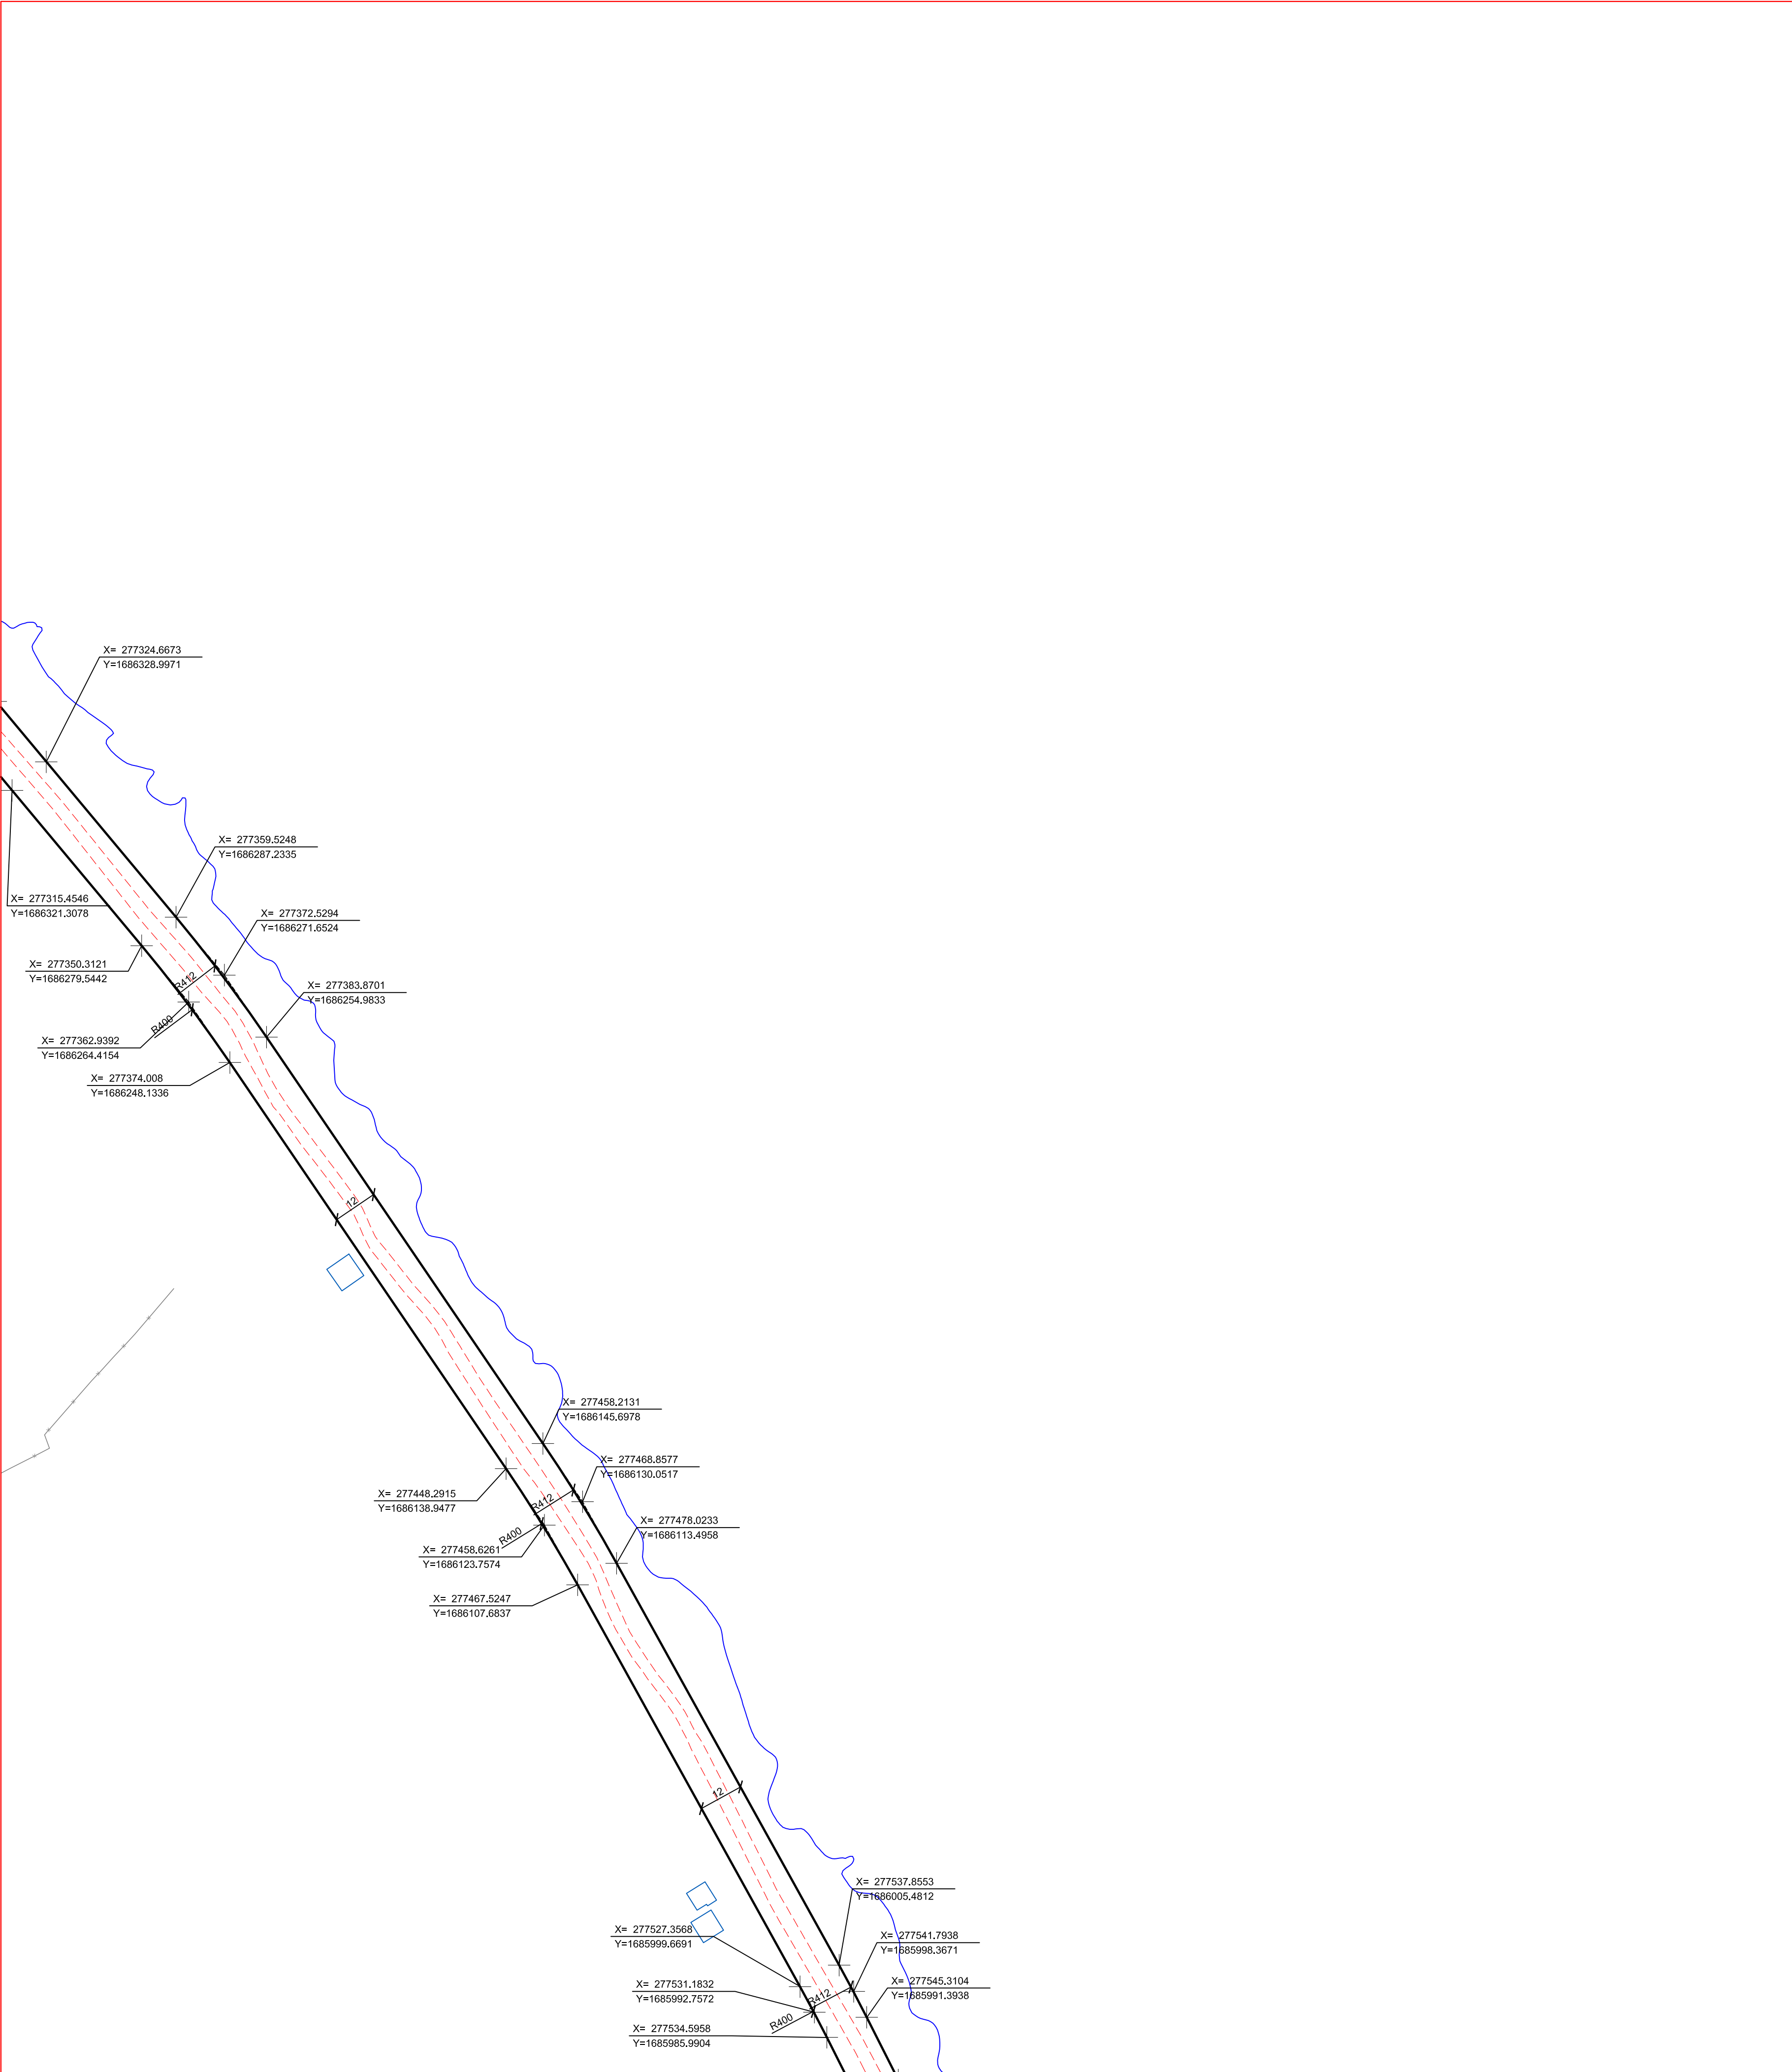 X= 277324.6673
Y=1686328.9971
X= 277359.5248
Y=1686287.2335
X= 277315.4546
Y=1686321.3078
X= 277372.5294
Y=1686271.6524
X= 277350.3121
Y=1686279.5442
R412
X= 277383.8701
Y=1686254.9833
R400
X= 277362.9392
Y=1686264.4154
X= 277374.008
Y=1686248.1336
12
X= 277458.2131
Y=1686145.6978
X= 277468.8577
Y=1686130.0517
X= 277448.2915
Y=1686138.9477
R412
X= 277478.0233
Y=1686113.4958
R400
X= 277458.6261
Y=1686123.7574
X= 277467.5247
Y=1686107.6837
12
X= 277537.8553
Y=1686005.4812
X= 277527.3568
Y=1685999.6691
X= 277541.7938
Y=1685998.3671
X= 277531.1832
Y=1685992.7572
X= 277545.3104
Y=1685991.3938
R412
R400
X= 277534.5958
Y=1685985.9904